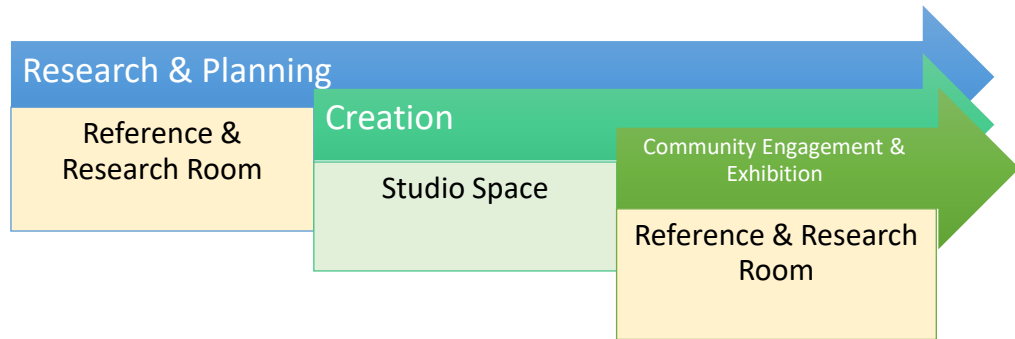 Research & Planning
Reference &
Research Room
Creation
Studio Space
Community Engagement &
Exhibition
Reference & Research
Room